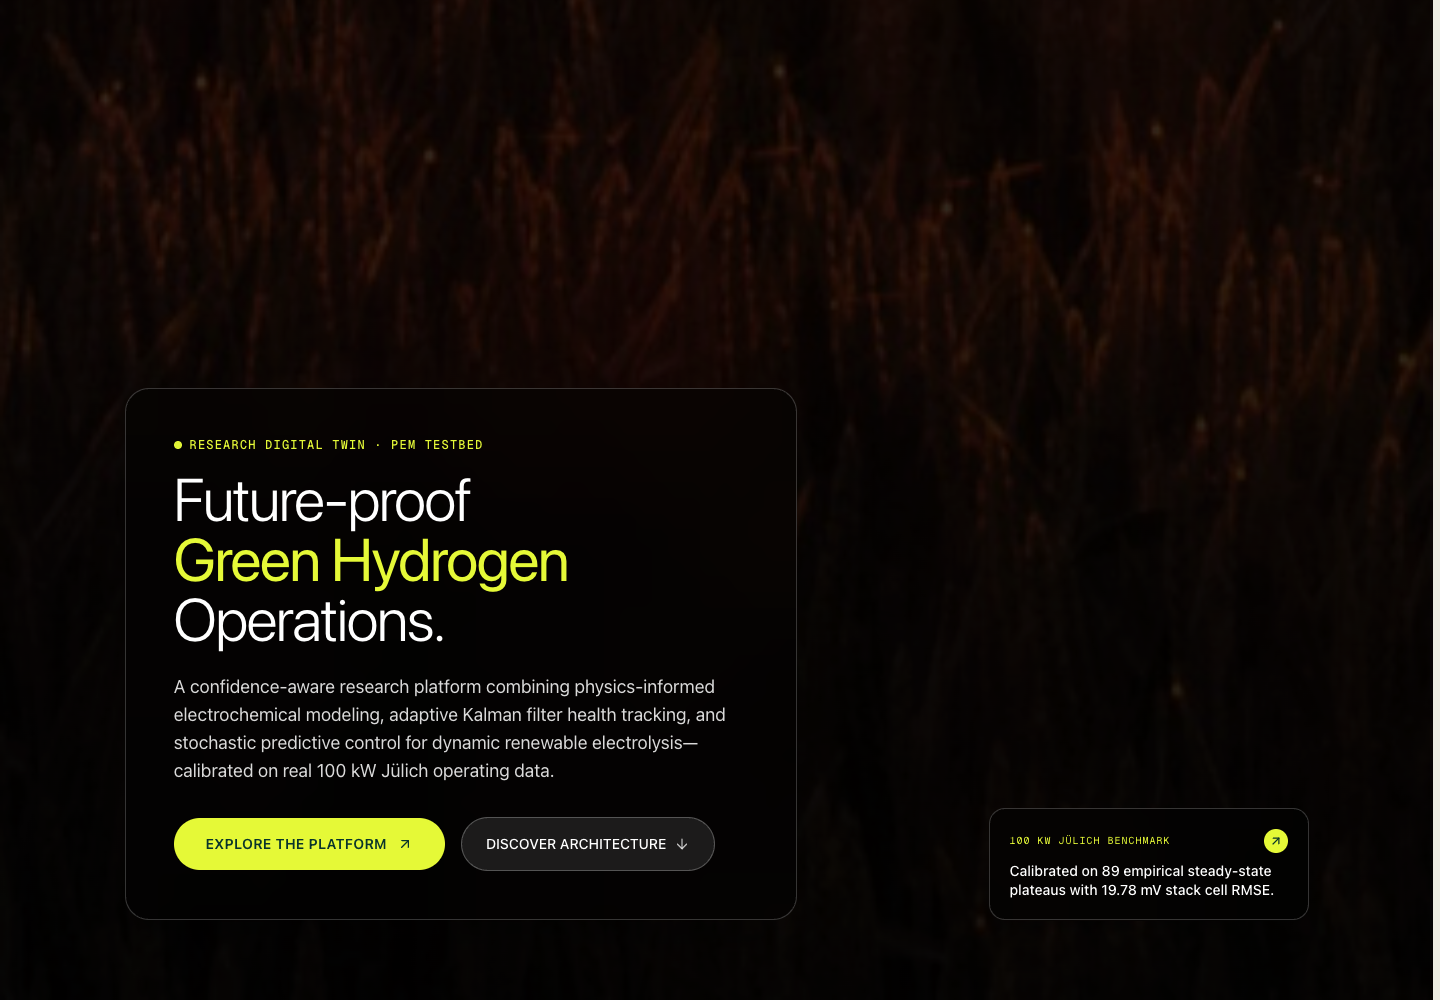 RESEARCH DIGITAL TWIN · PEM TESTBED
Future-proof
Green Hydrogen
Operations.
A confidence-aware research platform combining physics-informed
electrochemical modeling, adaptive Kalman filter health tracking, and
stochastic predictive control for dynamic renewable electrolysis—
calibrated on real 100 kW Jülich operating data.
EXPLORE THE PLATFORM
DISCOVER ARCHITECTURE
100 KW JÜLICH BENCHMARK
Calibrated on 89 empirical steady-state
plateaus with 19.78 mV stack cell RMSE.